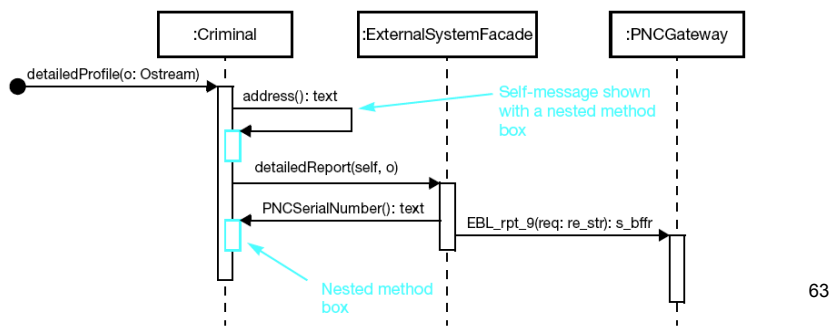 :Criminal
:ExternalSystemFacade
:PNCGateway
detailedProfile(o: Ostream)
address(): text
Self-message shown
with a nested method
box
detailedReport(self, o)
PNCSerialNumber(): text
EBL_rpt_9(req: re_str): s_bffr
Nested method
box
63